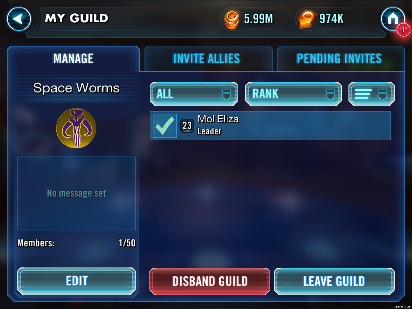 MY GUILD
5.99M
974K
MANAGE
INVITE ALLIES
PENDING INVITES
Space Worms
ALL
RANK
23
Mol Eliza
Leader
No message set
Members: 1/50
EDIT
DISBAND GUILD
LEAVE GUILD